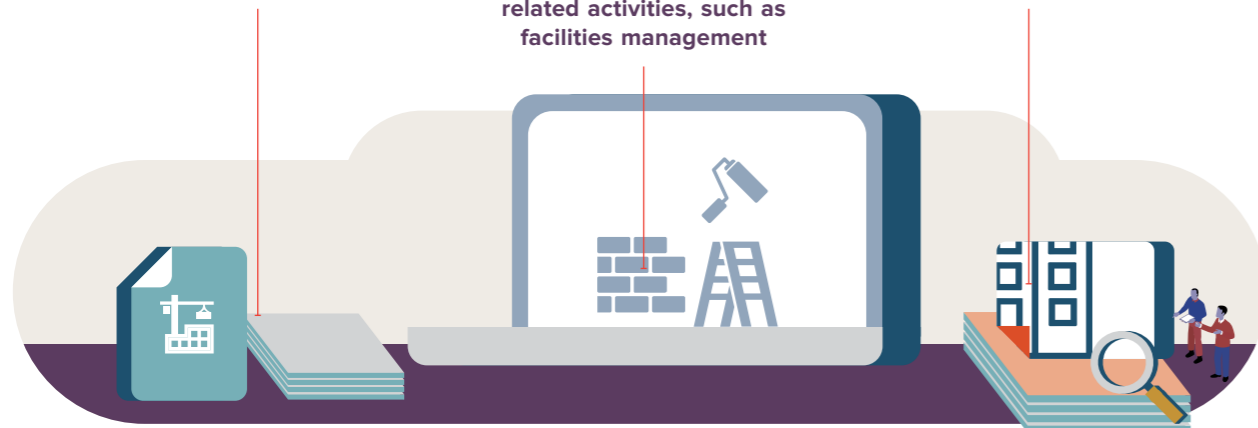 related activities, such as
facilities management